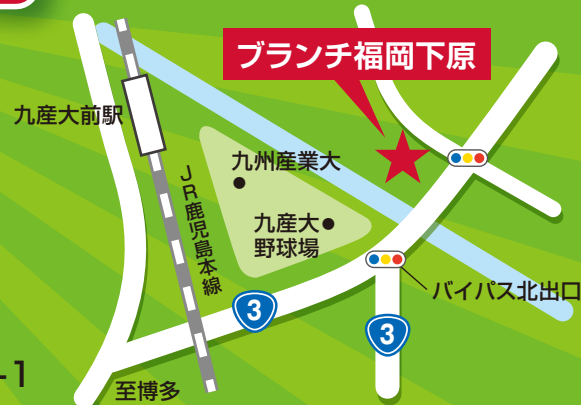 ブランチ福岡下原
九産大前駅
九州産業大
JR鹿児島本線
九産大
野球場
バイパス北出口
3
3
-1
至博多